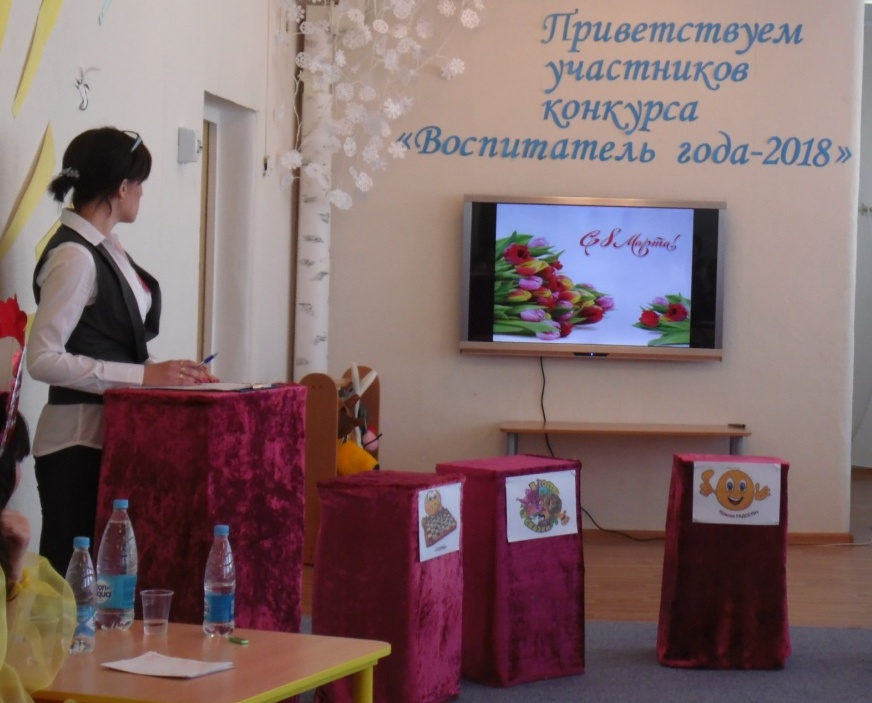 Приветствуем
участников
конкурса
«Воспитатель года-2018»
С 8 Марта!